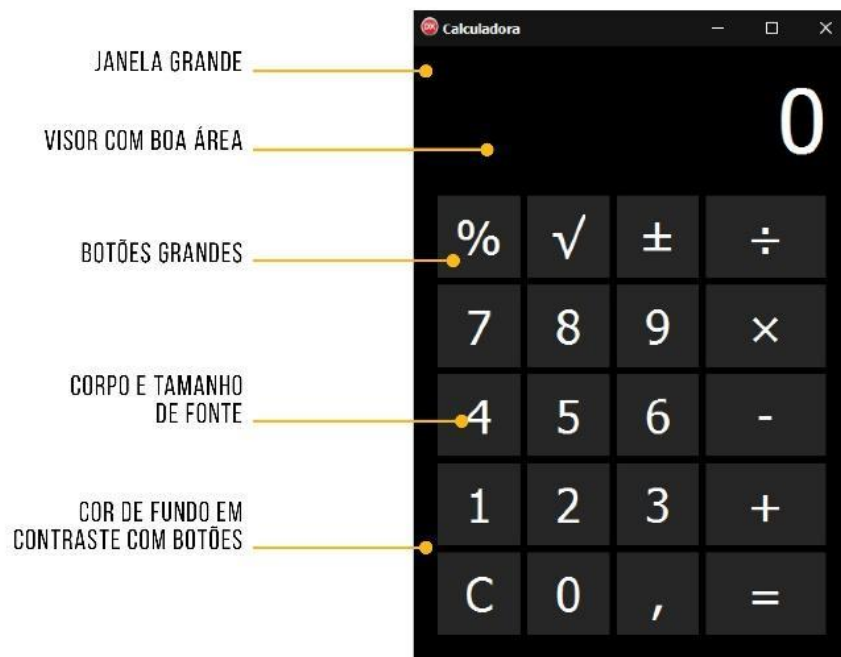 JANELA GRANDE
VISOR COM BOA ÁREA
BOTÕES GRANDES
CORPO E TAMANHO
DE FONTE
COR DE FUNDO EM
CONTRASTE COM BOTÕES
DX Calculadora
0
% √ ± ÷
7 8 9 ×
4 5 6 -
1 2 3 +
C 0 , =